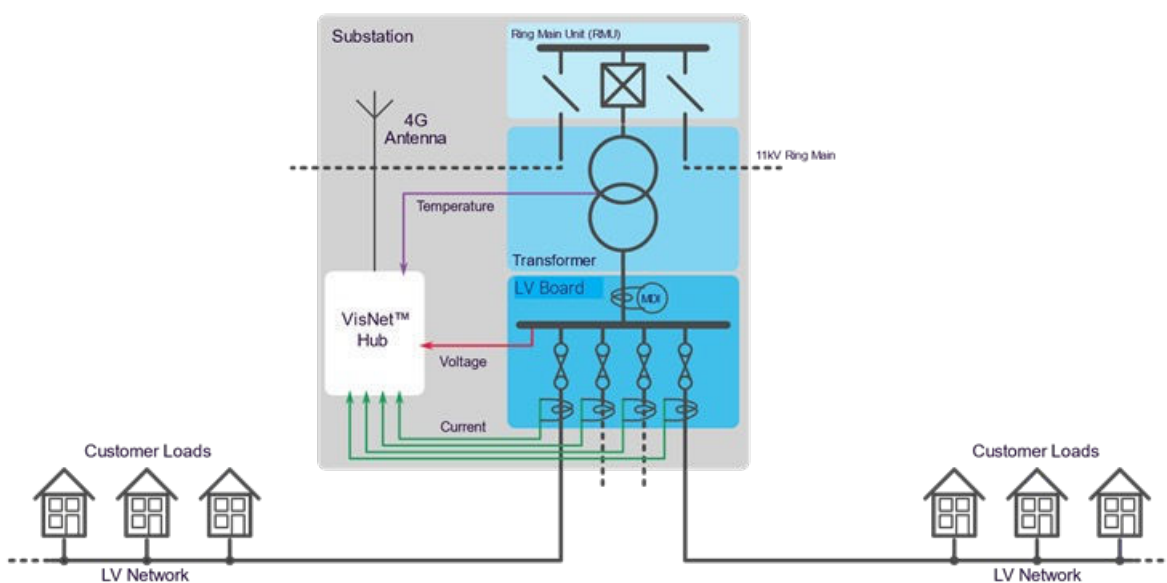 Substation
Ring Main Unit (RMU)
4G
Antenna
11kV Ring Main
Temperature
Transformer
LV Board
MDI
VisNet™
Hub
Voltage
Current
Customer Loads
Customer Loads
LV Network
LV Network